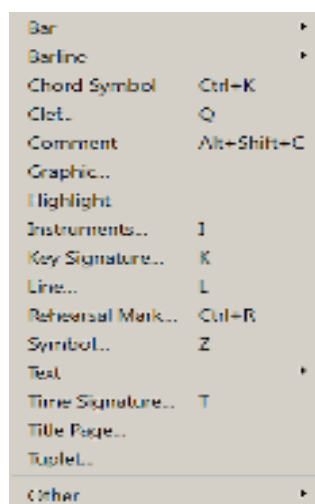 Bar
Barline
Chord Symbol Ctrl+K
Clef... Q
Comment Alt+Shift+C
Graphic...
Highlight
Instruments... I
Key Signature... K
Line... L
Rehearsal Mark... Ctrl+R
Symbol... Z
Text
Time Signature... T
Title Page...
Tuplet...
Other